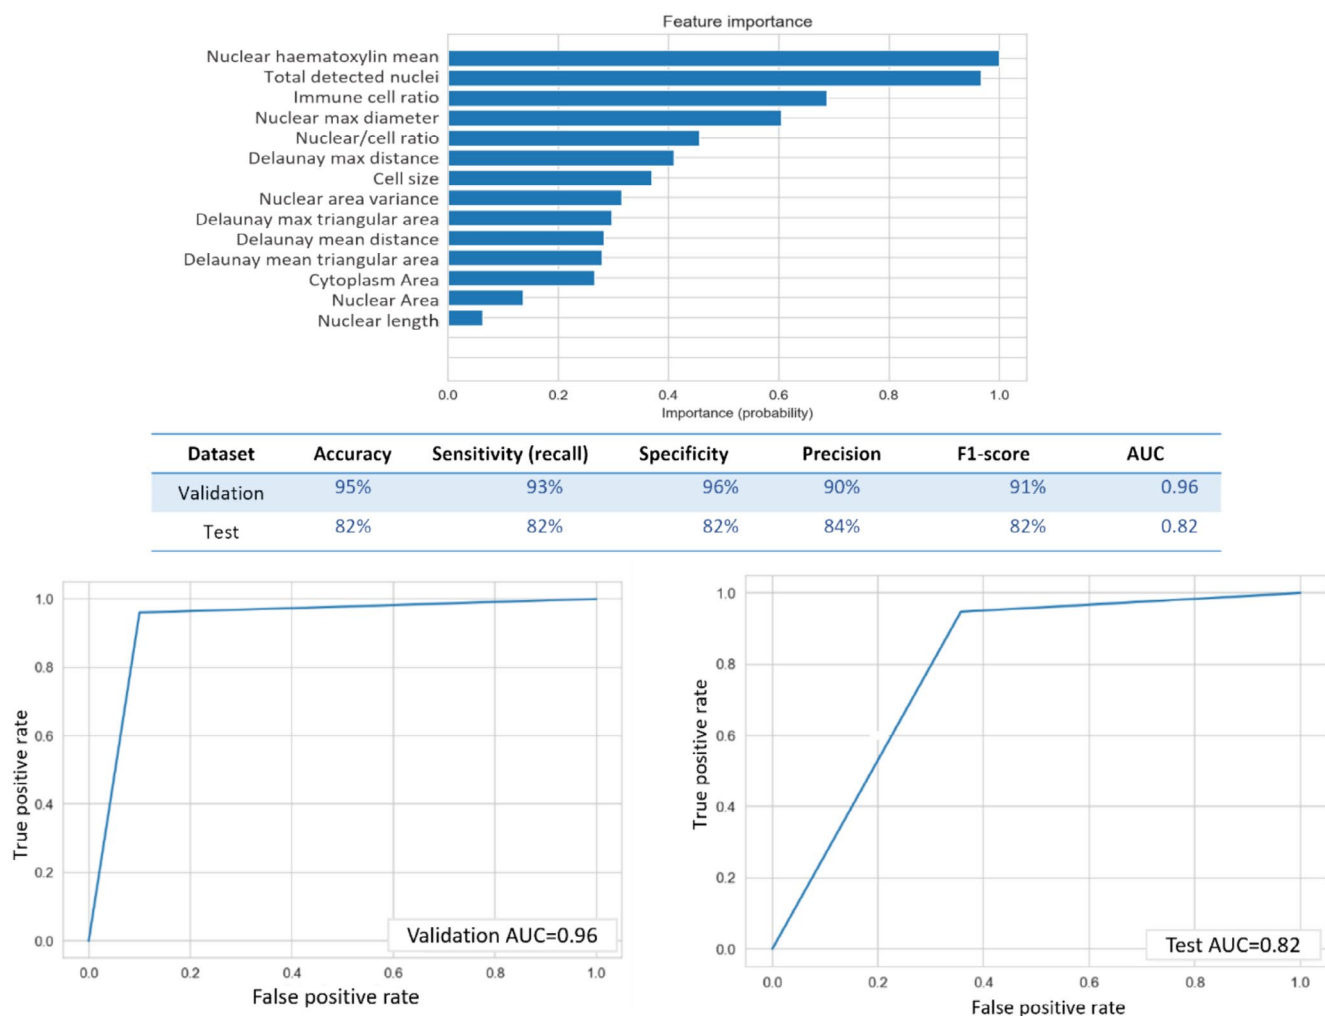 Feature importance
Nuclear haematoxylin mean
Total detected nuclei
Immune cell ratio
Nuclear max diameter
Nuclear/cell ratio
Delaunay max distance
Cell size
Nuclear area variance
Delaunay max triangular area
Delaunay mean distance
Delaunay mean triangular area
Cytoplasm Area
Nuclear Area
Nuclear length
0.0 0.2 0.4 0.6 0.8 1.0
Importance (probability)
Dataset Accuracy Sensitivity (recall) Specificity Precision F1-score AUC
Validation 95% 93% 96% 90% 91% 0.96
Test 82% 82% 82% 84% 82% 0.82
True positive rate
1.0
0.8
0.6
0.4
0.2
0.0
Validation AUC=0.96
0.0 0.2 0.4 0.6 0.8 1.0
False positive rate
True positive rate
1.0
0.8
0.6
0.4
0.2
0.0
Test AUC=0.82
0.0 0.2 0.4 0.6 0.8 1.0
False positive rate